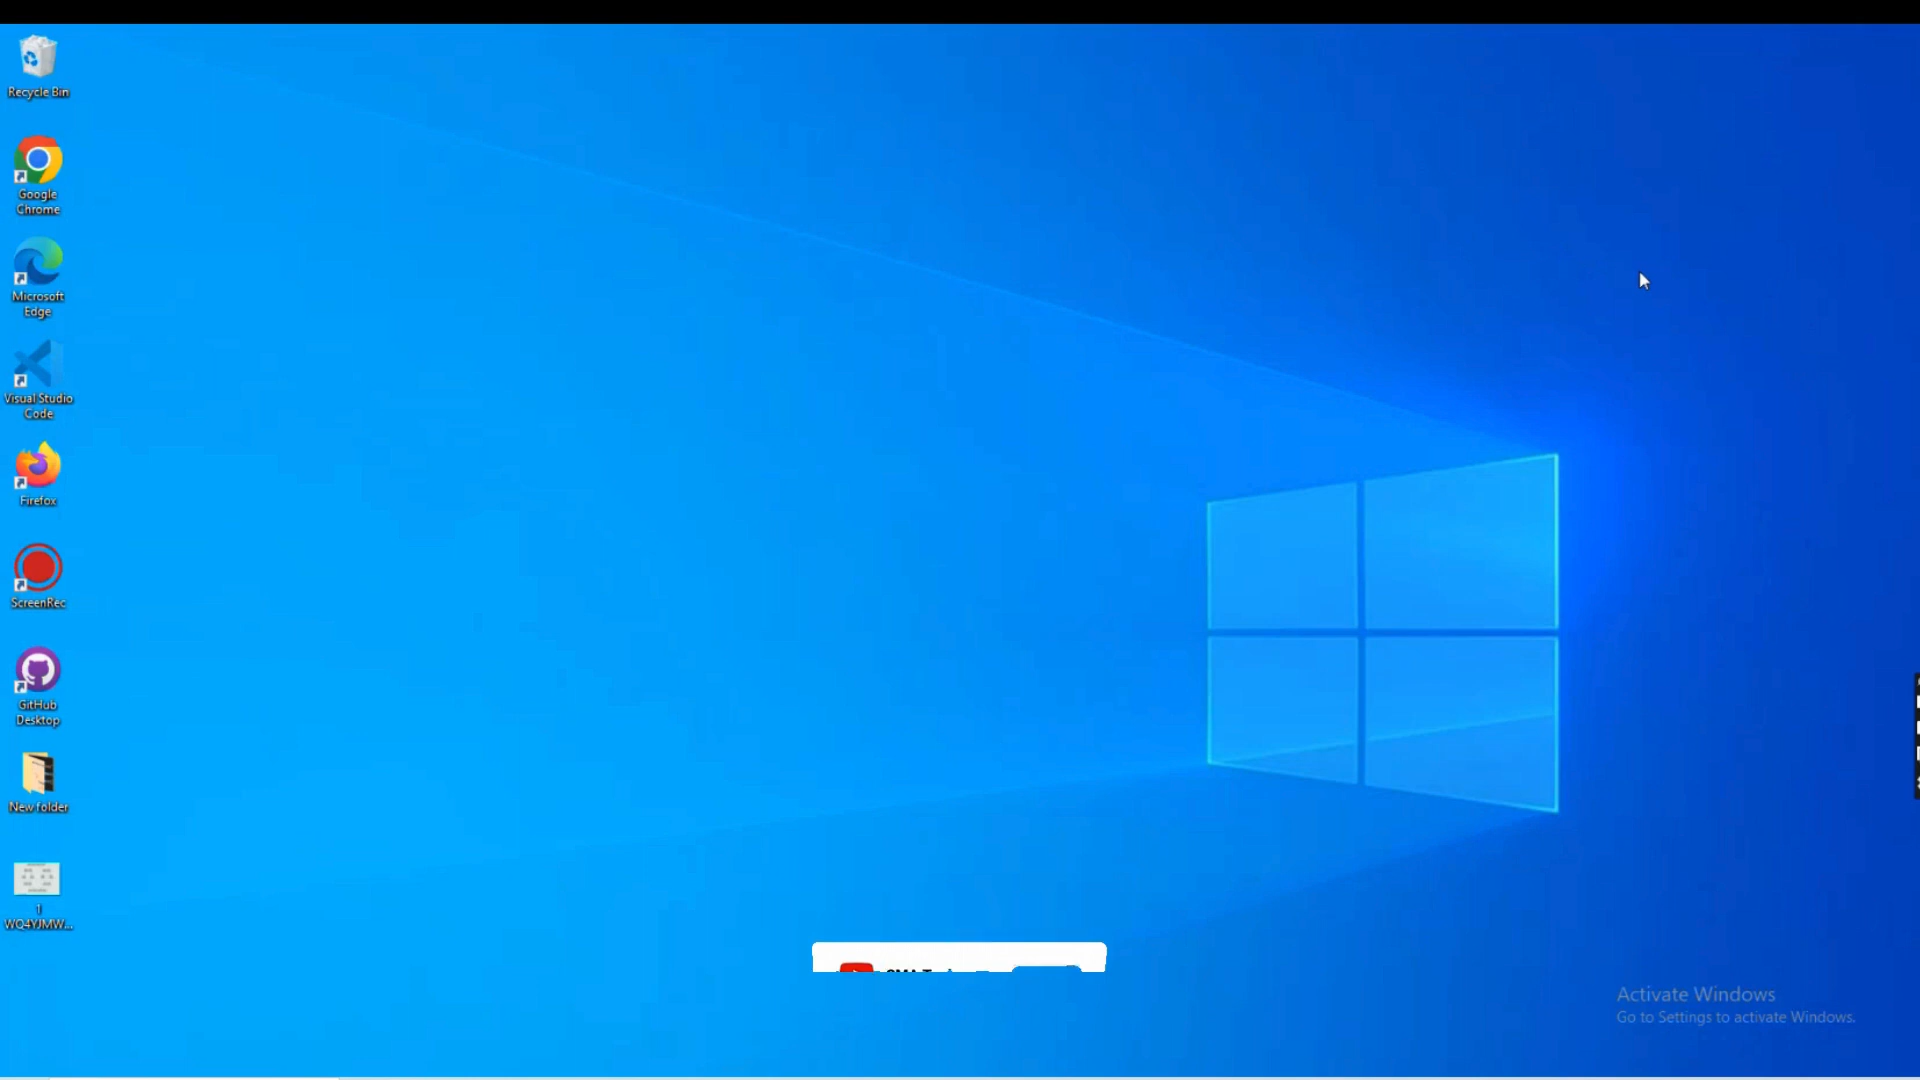 Recycle Bin
Google
Chrome
Microsoft
Edge
Visual Studio
Code
Firefox
ScreenRec
GitHub
Desktop
New folder
1
WQ4YJMW...
Activate Windows
Go to Settings to activate Windows.